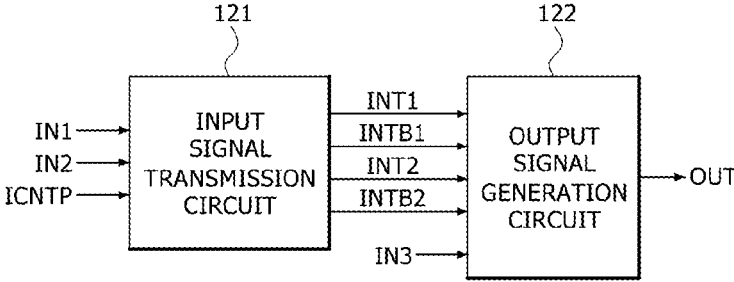 121
122
IN1
IN2
ICNTP
INPUT
SIGNAL
TRANSMISSION
CIRCUIT
INT1
INTB1
INT2
INTB2
IN3
OUTPUT
SIGNAL
GENERATION
CIRCUIT
OUT